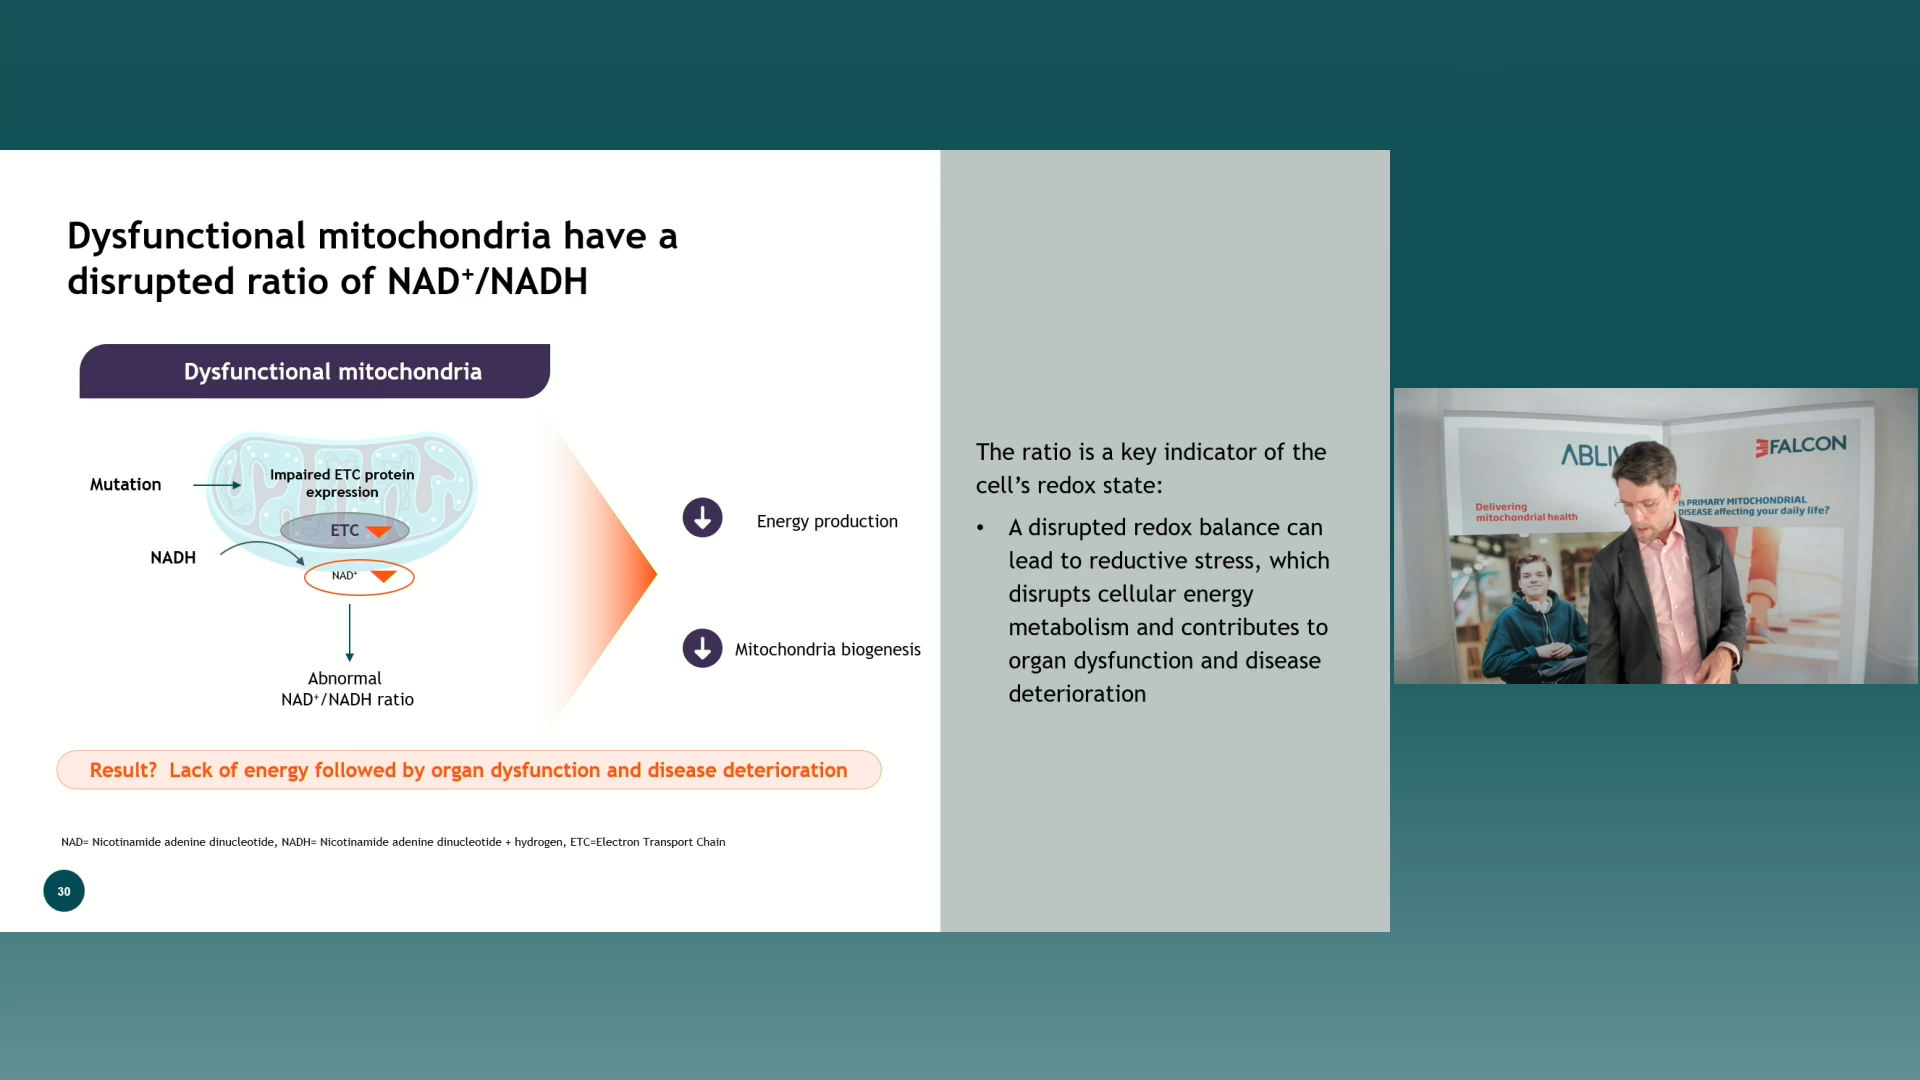 Dysfunctional mitochondria have a
disrupted ratio of NAD⁺/NADH
Dysfunctional mitochondria
Mutation
Impaired ETC protein
expression
ETC
NADH
NAD⁺
Abnormal
NAD⁺/NADH ratio
Energy production
Mitochondria biogenesis
Result? Lack of energy followed by organ dysfunction and disease deterioration
NAD= Nicotinamide adenine dinucleotide, NADH= Nicotinamide adenine dinucleotide + hydrogen, ETC=Electron Transport Chain
30
The ratio is a key indicator of the
cell’s redox state:
• A disrupted redox balance can
lead to reductive stress, which
disrupts cellular energy
metabolism and contributes to
organ dysfunction and disease
deterioration
ABLIV
Delivering
mitochondrial health
FALCON
IS PRIMARY MITOCHONDRIAL
DISEASE affecting your daily life?